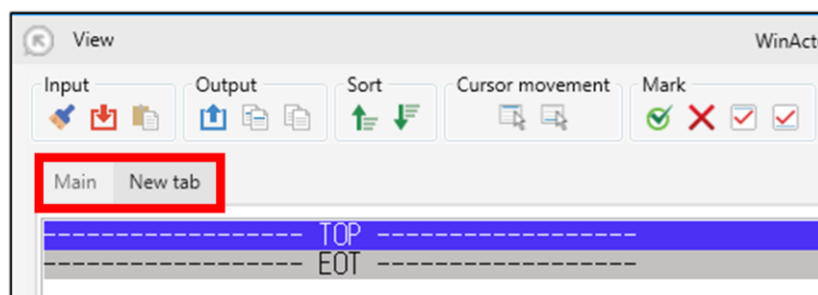 View WinAct
Input Output Sort Cursor movement Mark
Main New tab
------------------ TOP ------------------
------------------ EOT ------------------